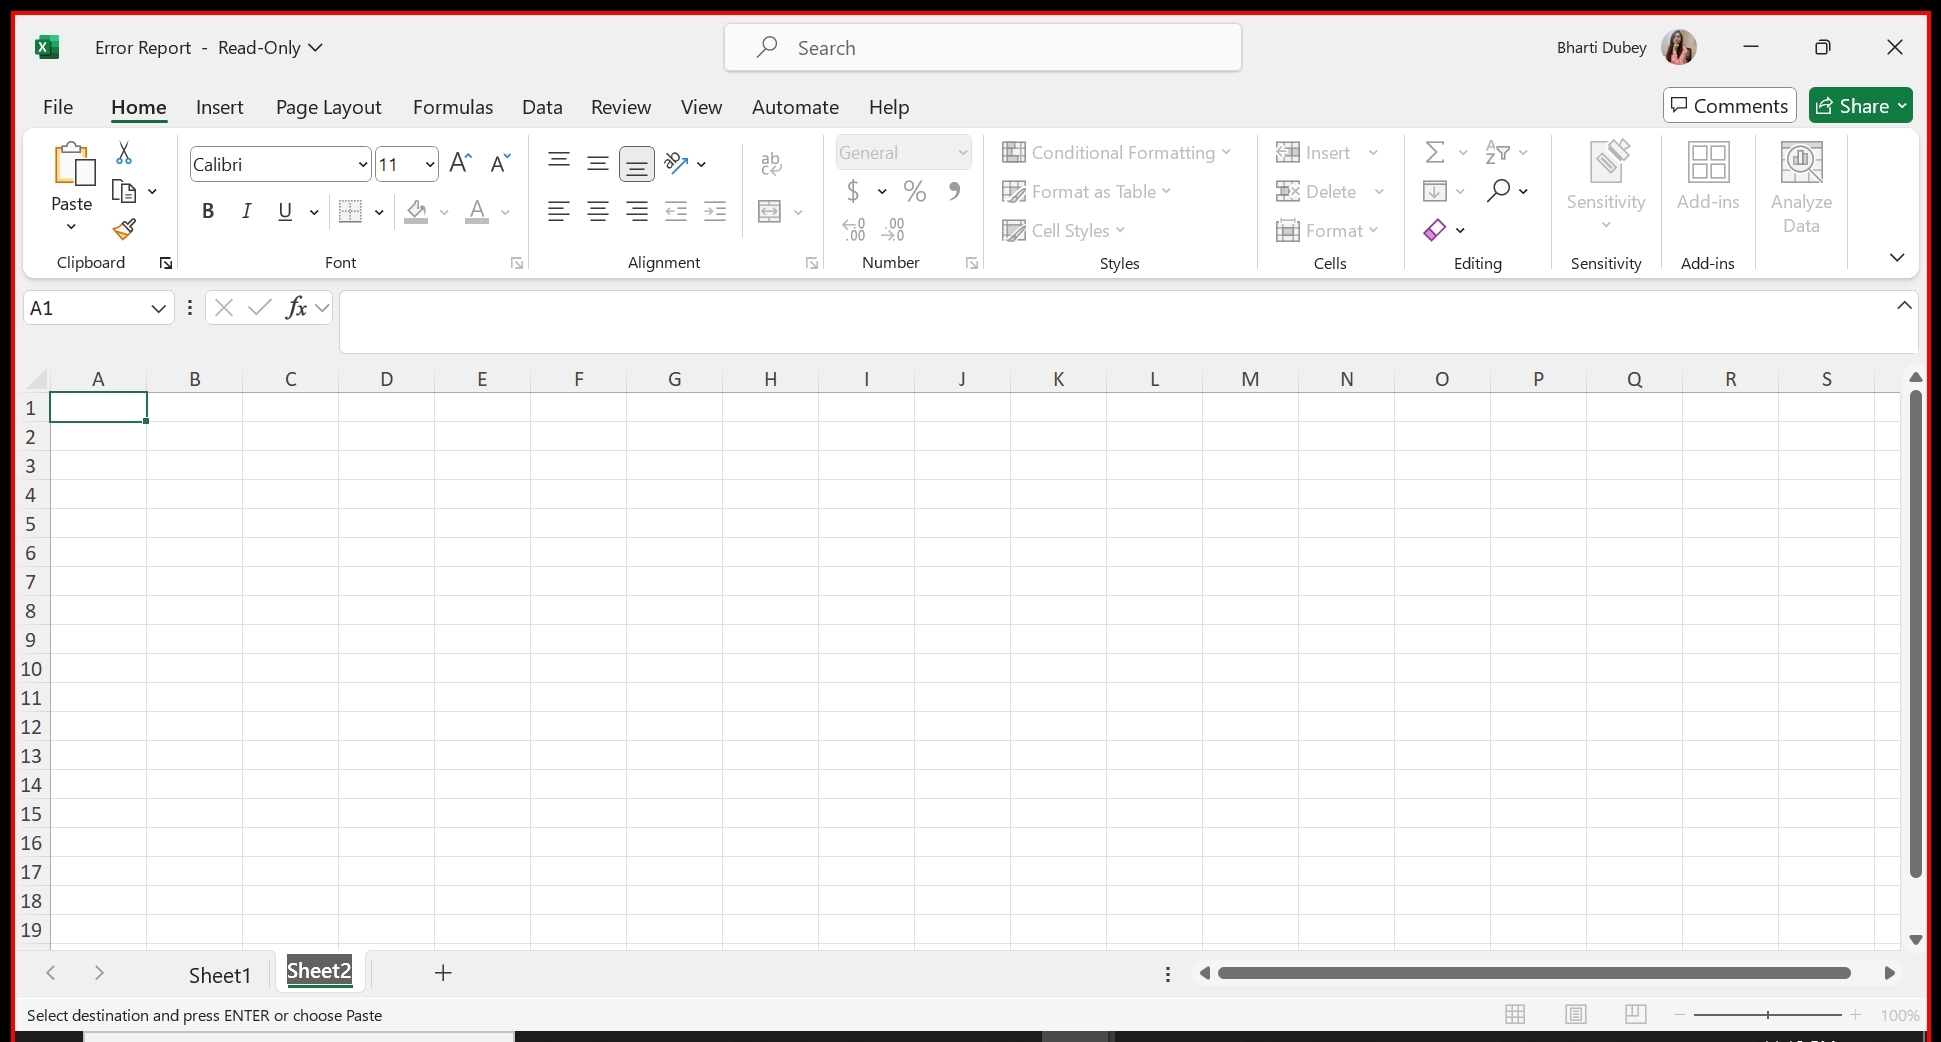 Error Report - Read-Only
Search
Bharti Dubey
File Home Insert Page Layout Formulas Data Review View Automate Help
Comments Share
Paste
Clipboard
Calibri 11
B I U A
Font
ab
Alignment
General
$ % 9
.00 .00
Number
Conditional Formatting
Format as Table
Cell Styles
Styles
Insert
Delete
Format
Cells
Editing
Sensitivity
Sensitivity
Add-ins
Add-ins
Analyze
Data
A1 fx
A B C D E F G H I J K L M N O P Q R S
1
2
3
4
5
6
7
8
9
10
11
12
13
14
15
16
17
18
19
Sheet1 Sheet2
Select destination and press ENTER or choose Paste
100%